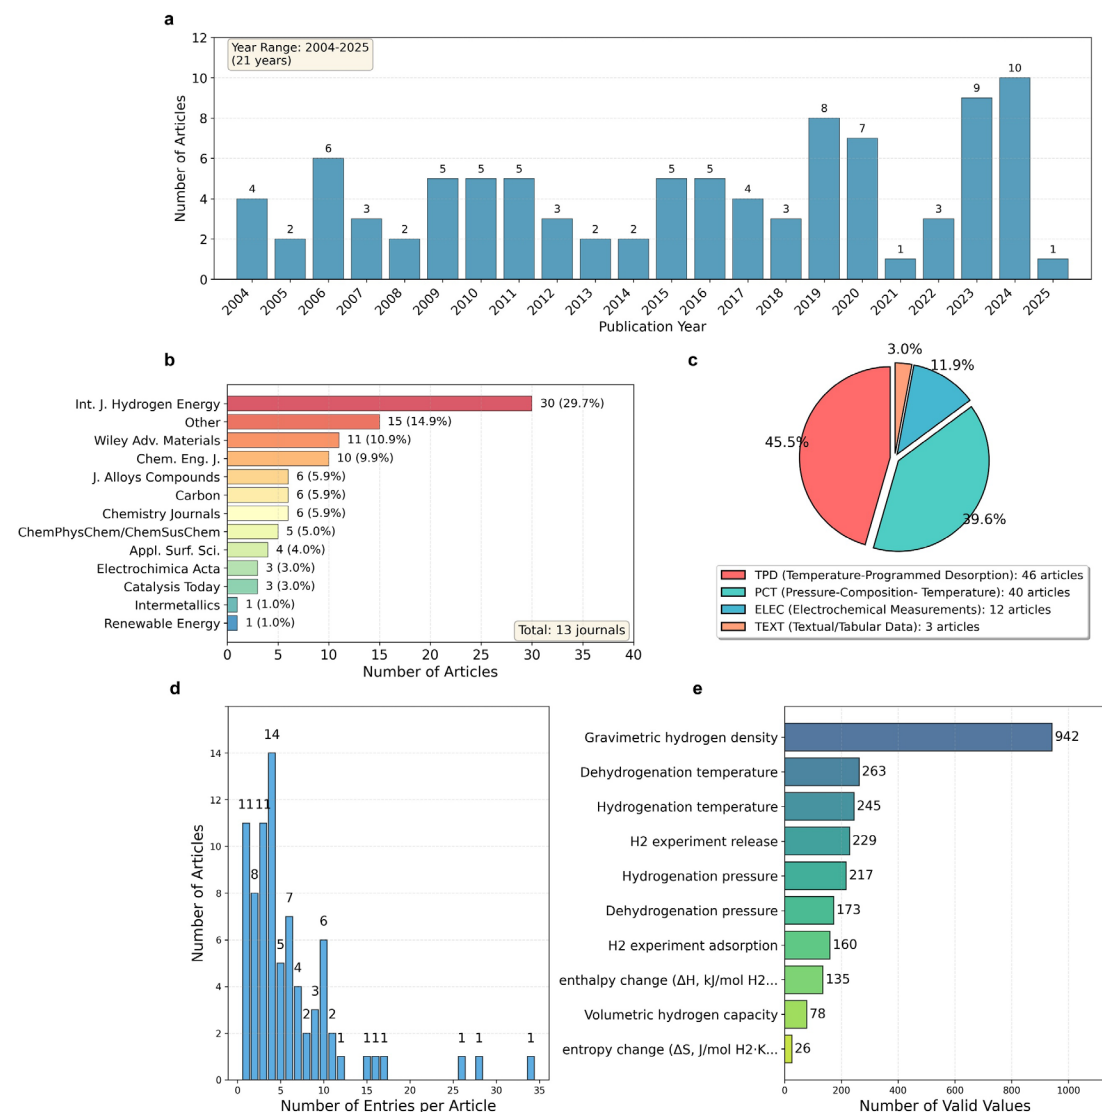 a
Year Range: 2004-2025
(21 years)
Number of Articles
12
10
8
6
4
2
0
4
2
6
3
2
5
5
5
3
2
2
5
5
4
3
8
7
1
3
9
10
1
2004
2005
2006
2007
2008
2009
2010
2011
2012
2013
2014
2015
2016
2017
2018
2019
2020
2021
2022
2023
2024
2025
Publication Year
b
Int. J. Hydrogen Energy 30 (29.7%)
Other 15 (14.9%)
Wiley Adv. Materials 11 (10.9%)
Chem. Eng. J. 10 (9.9%)
J. Alloys Compounds 6 (5.9%)
Carbon 6 (5.9%)
Chemistry Journals 6 (5.9%)
ChemPhysChem/ChemSusChem 5 (5.0%)
Appl. Surf. Sci. 4 (4.0%)
Electrochimica Acta 3 (3.0%)
Catalysis Today 3 (3.0%)
Intermetallics 1 (1.0%)
Renewable Energy 1 (1.0%)
Total: 13 journals
0 5 10 15 20 25 30 35 40
Number of Articles
c
3.0%
11.9%
45.5%
39.6%
TPD (Temperature-Programmed Desorption): 46 articles
PCT (Pressure-Composition- Temperature): 40 articles
ELEC (Electrochemical Measurements): 12 articles
TEXT (Textual/Tabular Data): 3 articles
d
Number of Articles
14
12
10
8
6
4
2
0
11
8
11
14
5
7
4
2
3
6
2
1
1
1
1
1
1
1
0 5 10 15 20 25 30 35
Number of Entries per Article
e
Gravimetric hydrogen density 942
Dehydrogenation temperature 263
Hydrogenation temperature 245
H2 experiment release 229
Hydrogenation pressure 217
Dehydrogenation pressure 173
H2 experiment adsorption 160
enthalpy change (ΔH, kJ/mol H2... 135
Volumetric hydrogen capacity 78
entropy change (ΔS, J/mol H2·K... 26
0 200 400 600 800 1000
Number of Valid Values